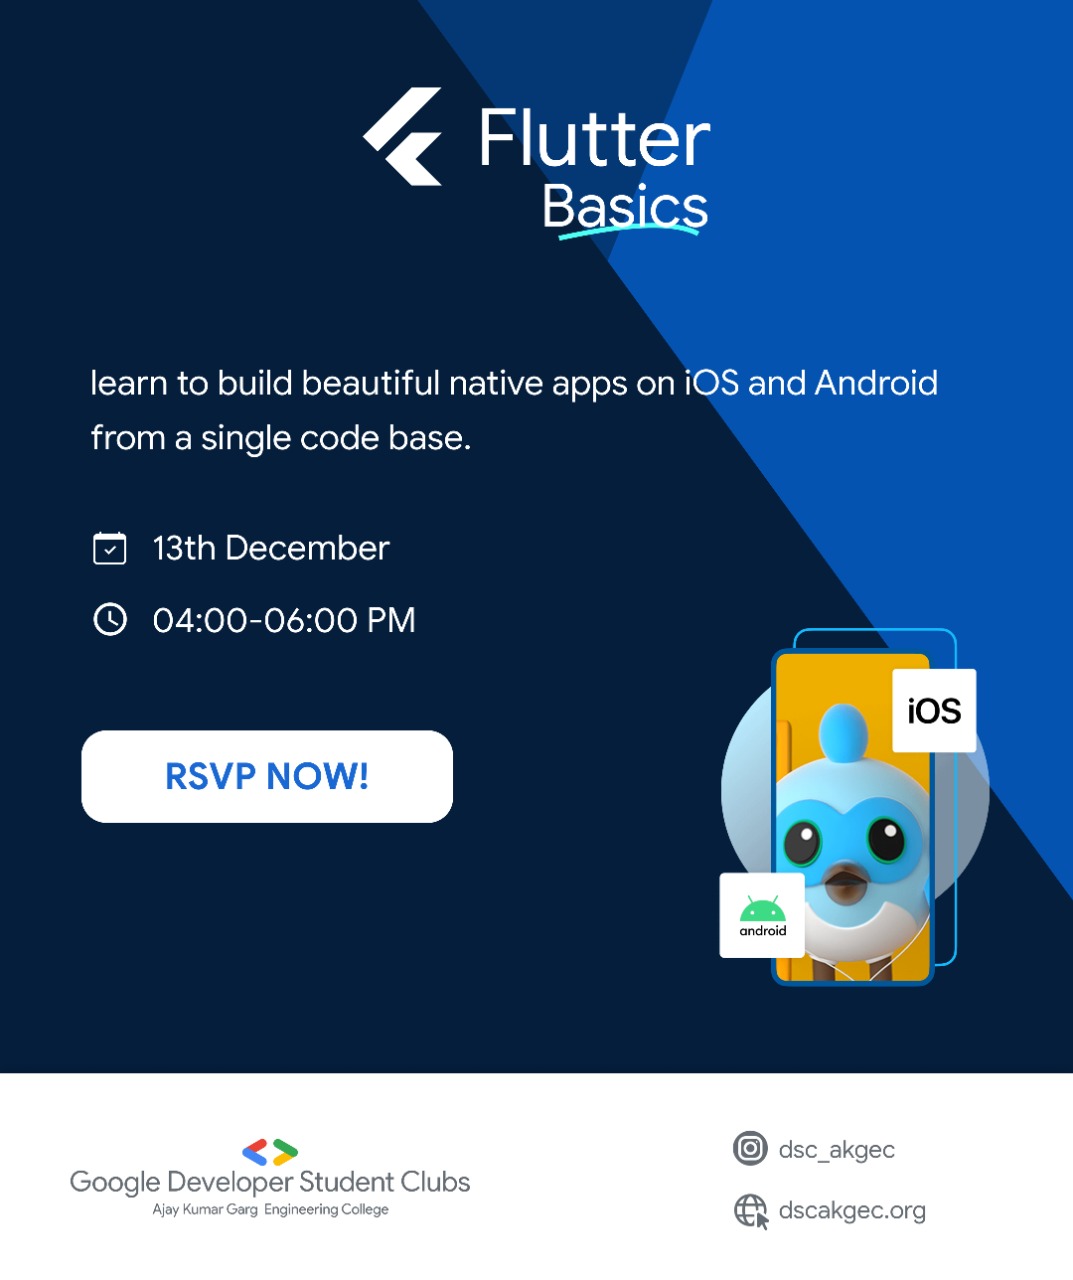 Flutter
Basics
learn to build beautiful native apps on iOS and Android
from a single code base.
13th December
04:00-06:00 PM
RSVP NOW!
iOS
android
Google Developer Student Clubs
Ajay Kumar Garg Engineering College
dsc_akgec
dscakgec.org